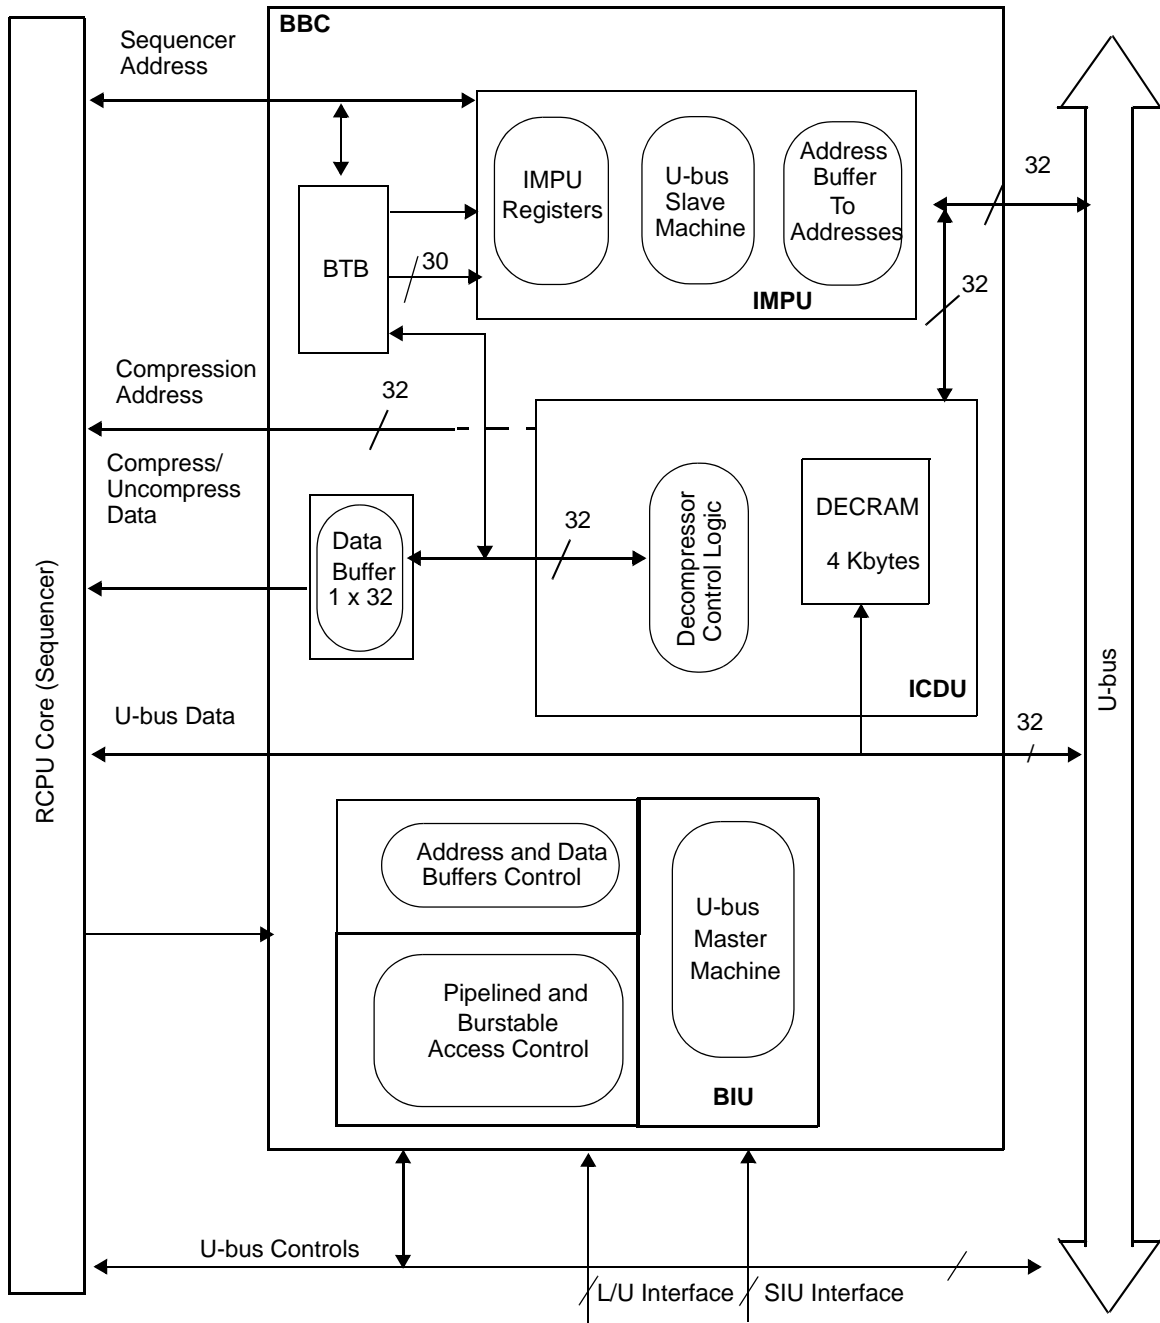 BBC
Sequencer
Address
IMPU
Registers
U-bus
Slave
Machine
Address
Buffer
To
Addresses
32
BTB
30
IMPU
32
Compression
Address
32
Compress/
Uncompress
Data
Data
Buffer
1 x 32
32
Decompressor
Control Logic
DECRAM
4 Kbytes
ICDU
RCPU Core (Sequencer)
U-bus
U-bus Data
32
Address and Data
Buffers Control
U-bus
Master
Machine
Pipelined and
Burstable
Access Control
BIU
U-bus Controls
L/U Interface
SIU Interface